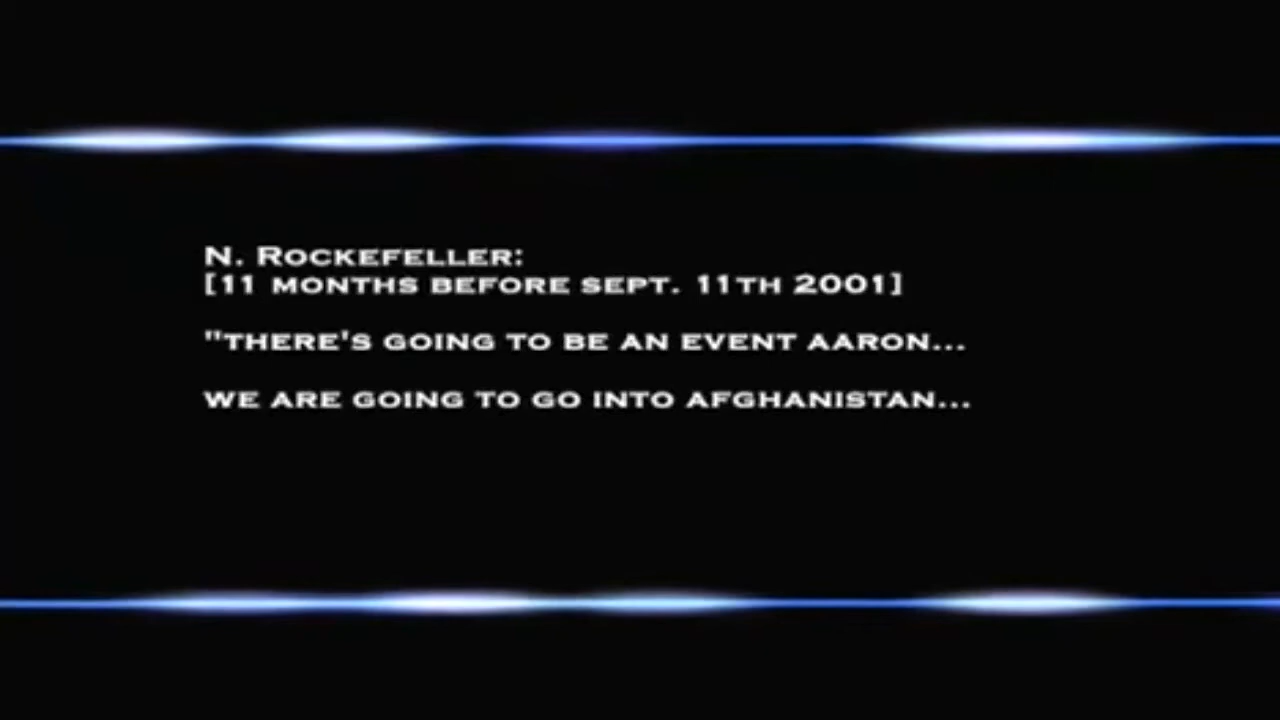 N. ROCKEFELLER:
[11 MONTHS BEFORE SEPT. 11TH 2001]
"THERE'S GOING TO BE AN EVENT AARON...
WE ARE GOING TO GO INTO AFGHANISTAN...